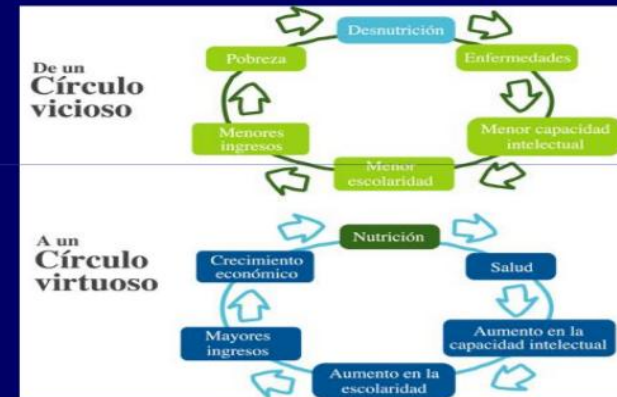 De un
Círculo
vicioso
Desnutrición
Pobreza
Enfermedades
Menores
ingresos
Menor capacidad
intelectual
Menor
escolaridad
A un
Círculo
virtuoso
Nutrición
Crecimiento
económico
Salud
Mayores
ingresos
Aumento en la
capacidad intelectual
Aumento en la
escolaridad